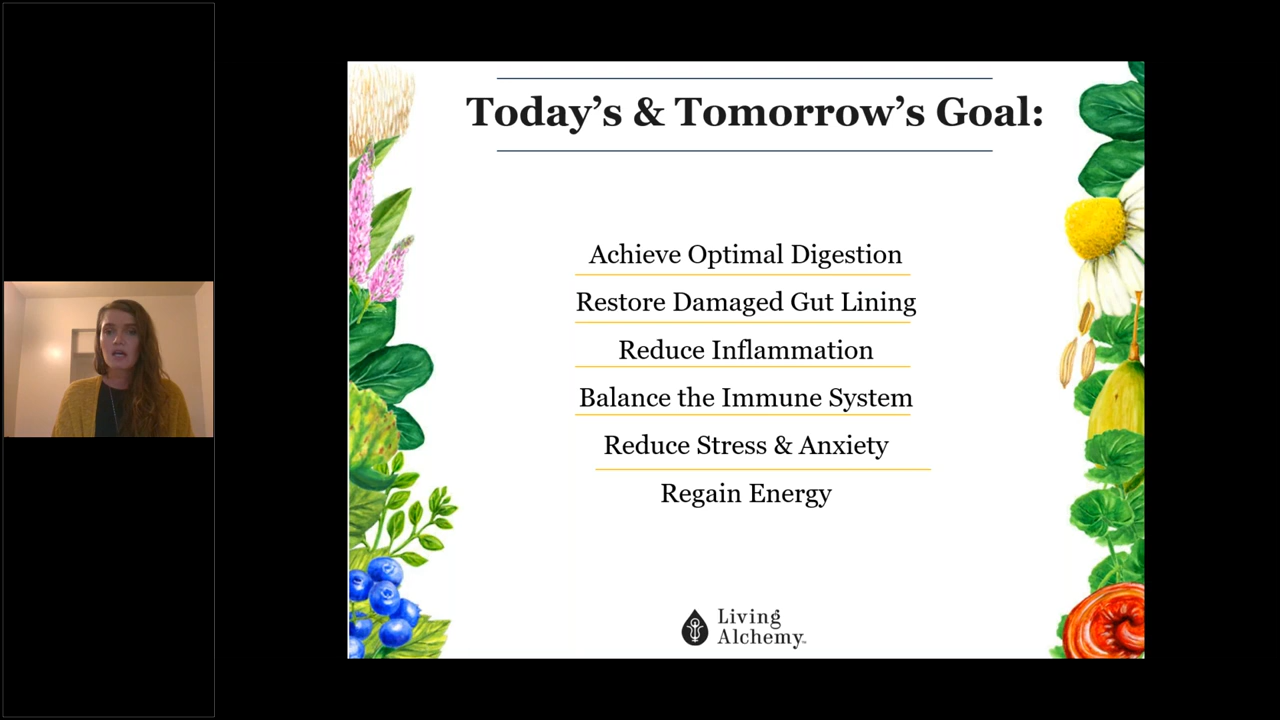 Today's & Tomorrow's Goal:
Achieve Optimal Digestion
Restore Damaged Gut Lining
Reduce Inflammation
Balance the Immune System
Reduce Stress & Anxiety
Regain Energy
Living
Alchemy™